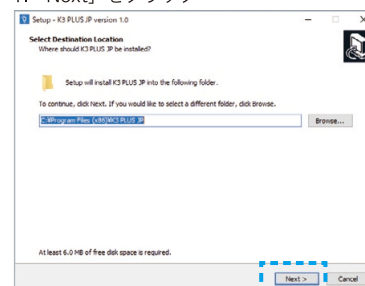 Next」をクリック
Setup - K3 PLUS JP version 1.0
Select Destination Location
Where should K3 PLUS JP be installed?
Setup will install K3 PLUS JP into the following folder.
To continue, click Next. If you would like to select a different folder, click Browse.
C:¥Program Files (x86)¥K3 PLUS JP
Browse...
At least 6.0 MB of free disk space is required.
Next >
Cancel